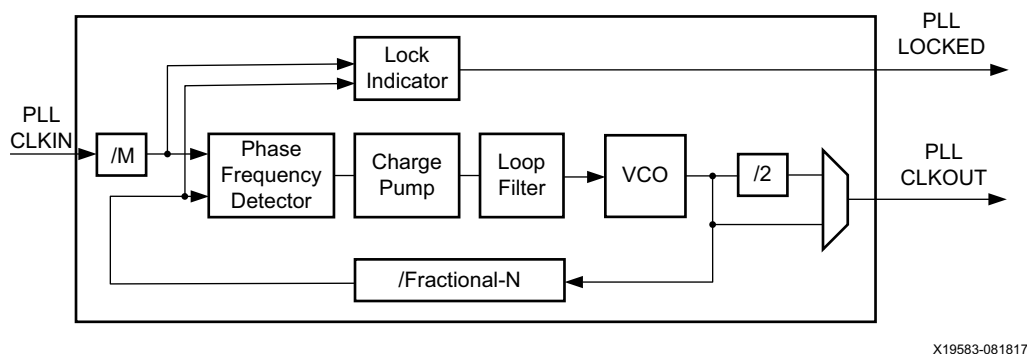 PLL
LOCKED
Lock
Indicator
PLL
CLKIN
/M
Phase
Frequency
Detector
Charge
Pump
Loop
Filter
VCO
/2
PLL
CLKOUT
/Fractional-N
X19583-081817